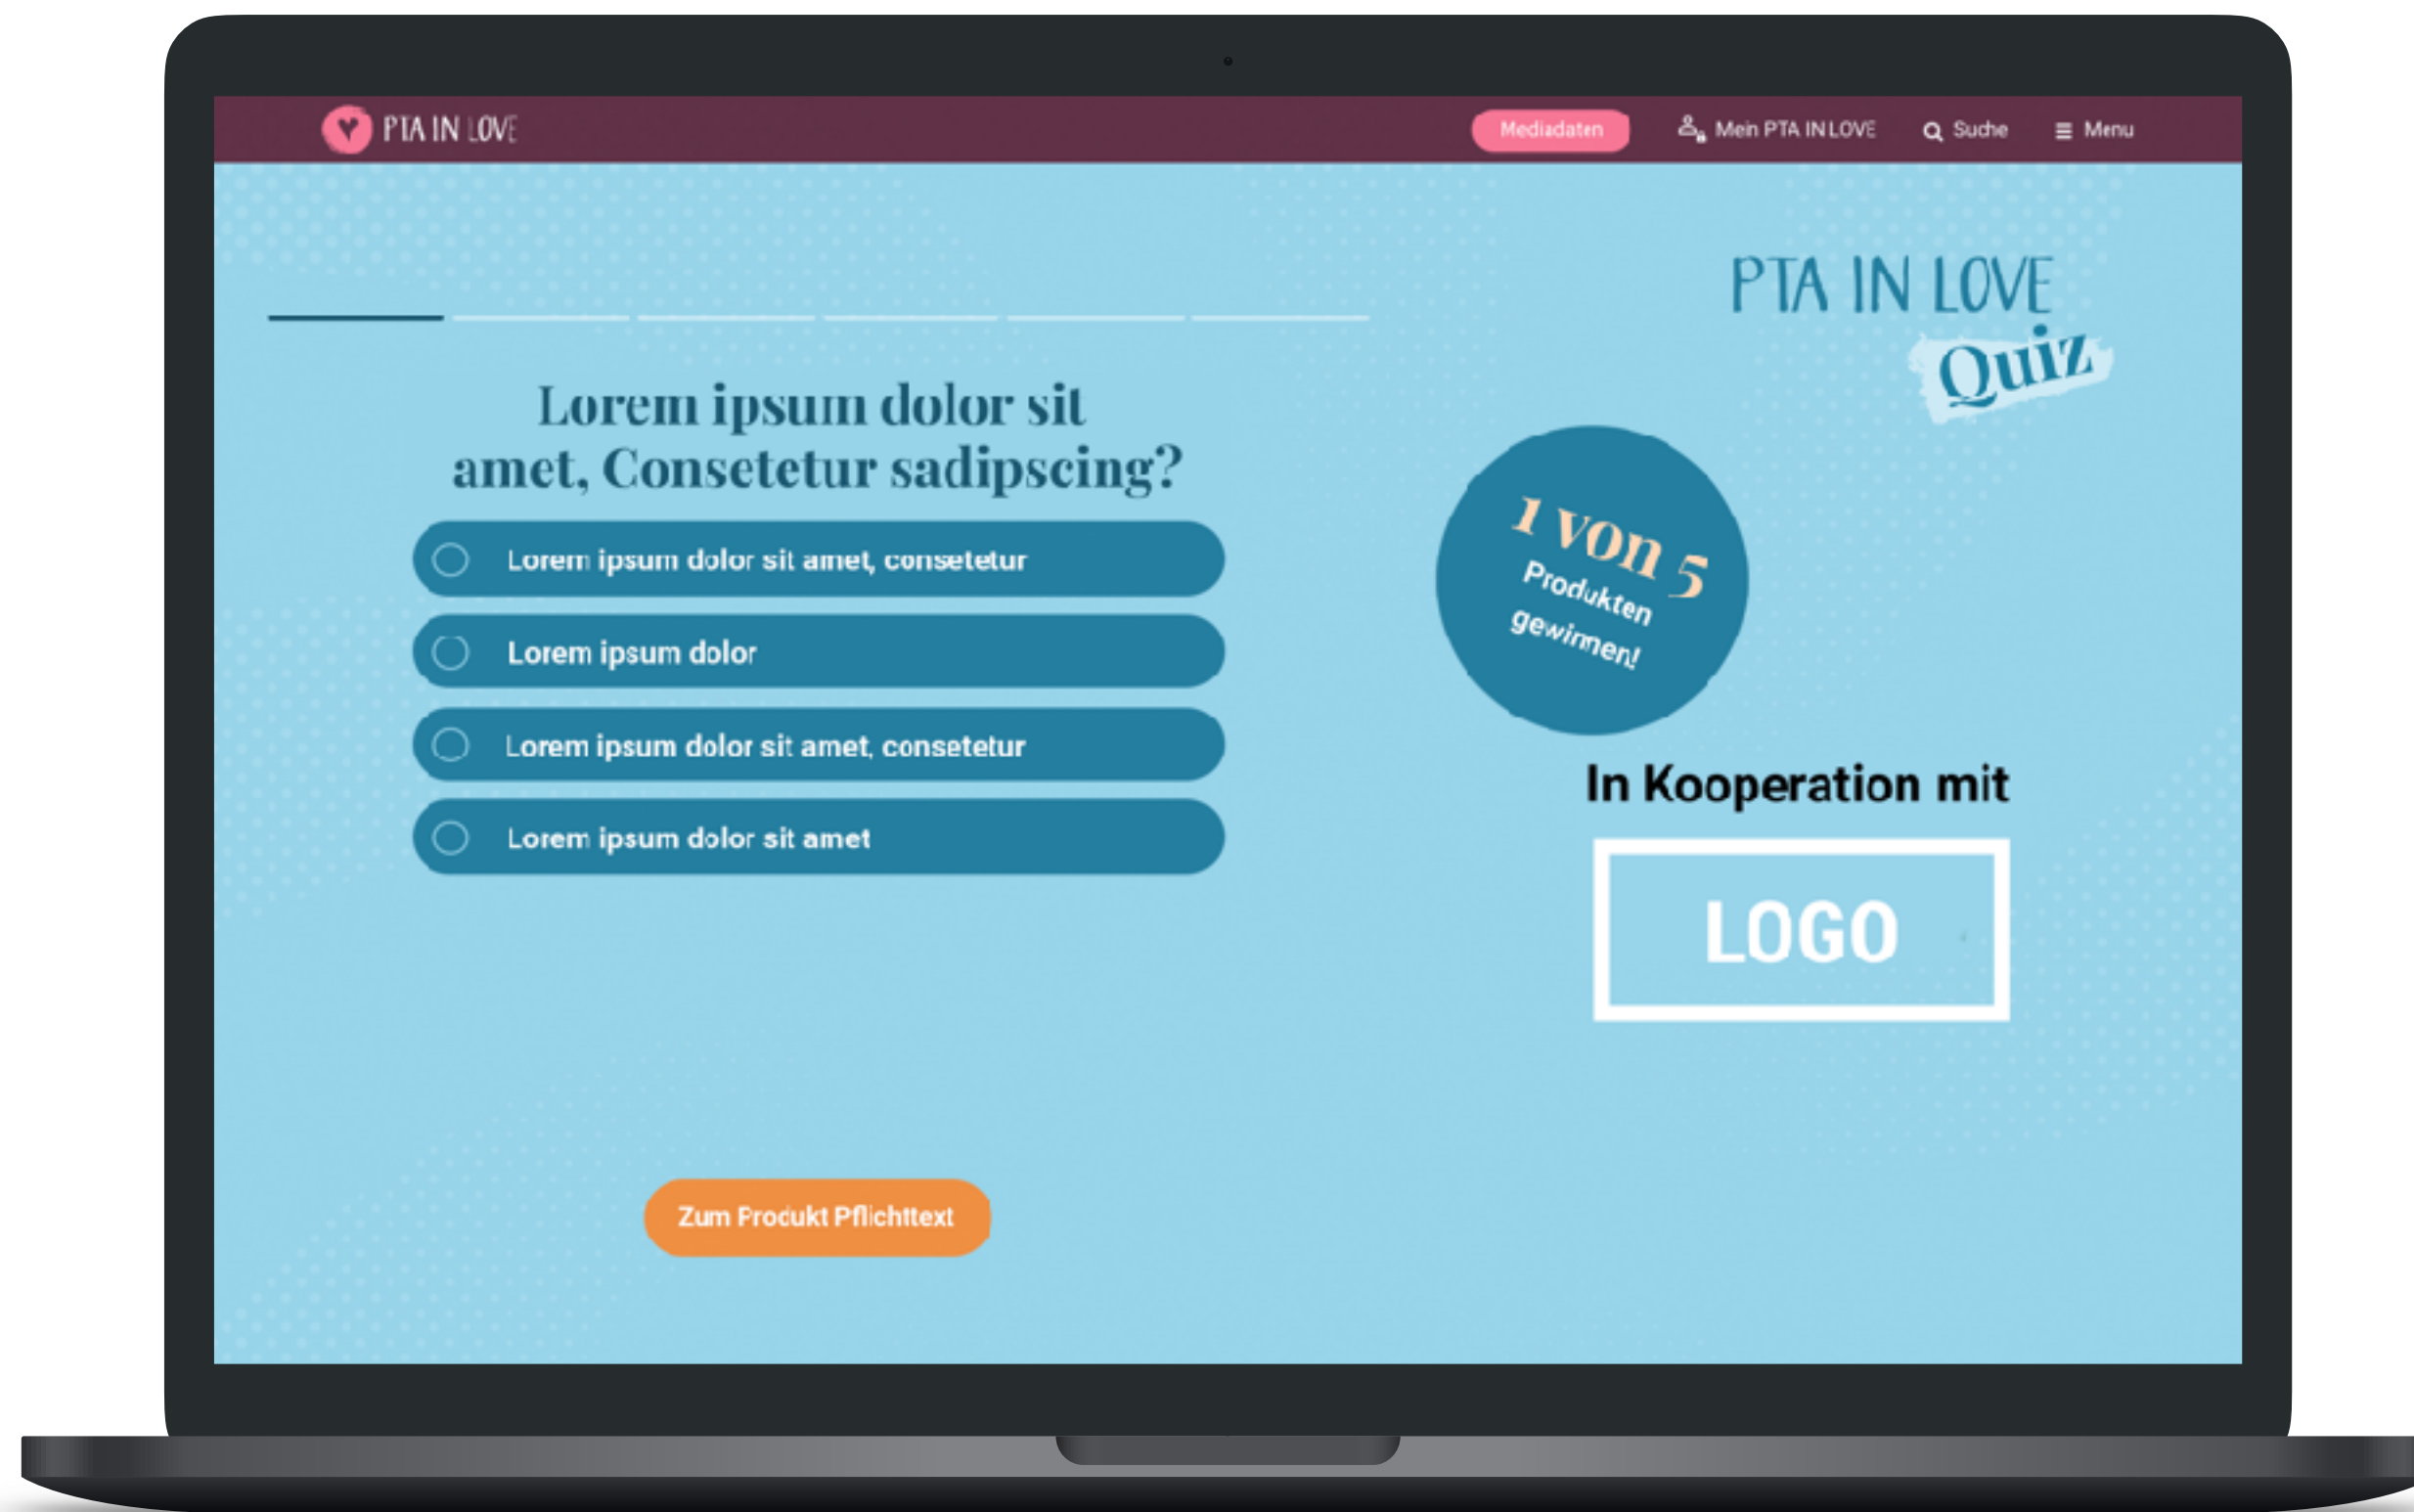 PTA IN LOVE
Mediadaten
Mein PTA IN LOVE
Suche
Menu
PTA IN LOVE
Quiz
Lorem ipsum dolor sit
amet, Consetetur sadipscing?
Lorem ipsum dolor sit amet, consetetur
Lorem ipsum dolor
Lorem ipsum dolor sit amet, consetetur
Lorem ipsum dolor sit amet
1 von 5
Produkten
gewinnen!
In Kooperation mit
LOGO
Zum Produkt Pflichttext